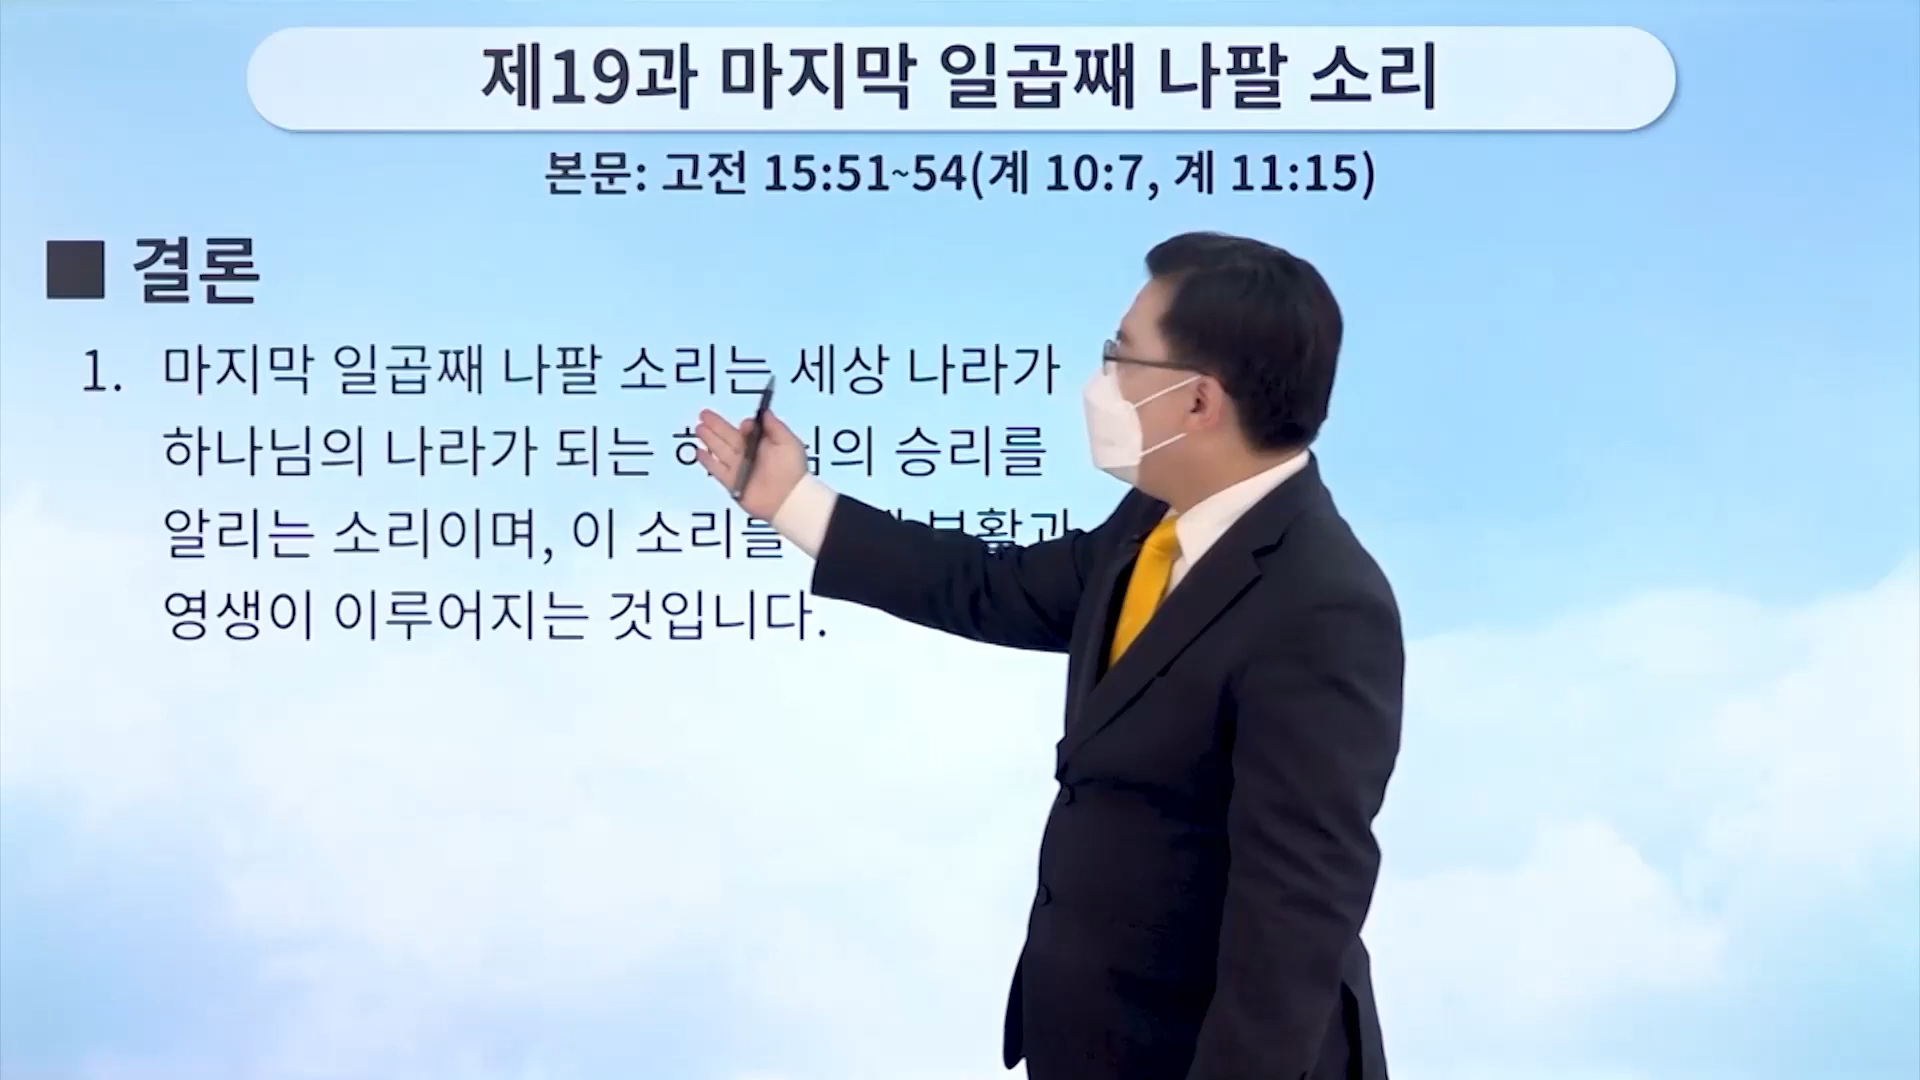 제19과 마지막 일곱째 나팔 소리
본문: 고전 15:51~54(계 10:7, 계 11:15)
■ 결론
1. 마지막 일곱째 나팔 소리는 세상 나라가
하나님의 나라가 되는 승리를
알리는 소리이며, 이 소리를 부활과
영생이 이루어지는 것입니다.